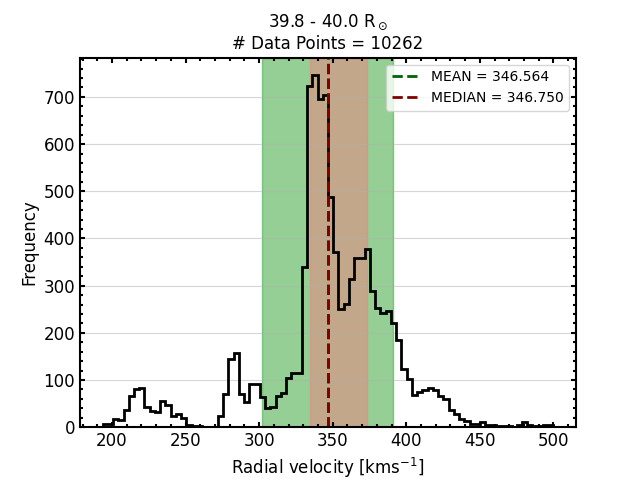 39.8 - 40.0 R⊙
# Data Points = 10262
MEAN = 346.564
MEDIAN = 346.750
Frequency
700
600
500
400
300
200
100
0
200 250 300 350 400 450 500
Radial velocity [kms⁻¹]